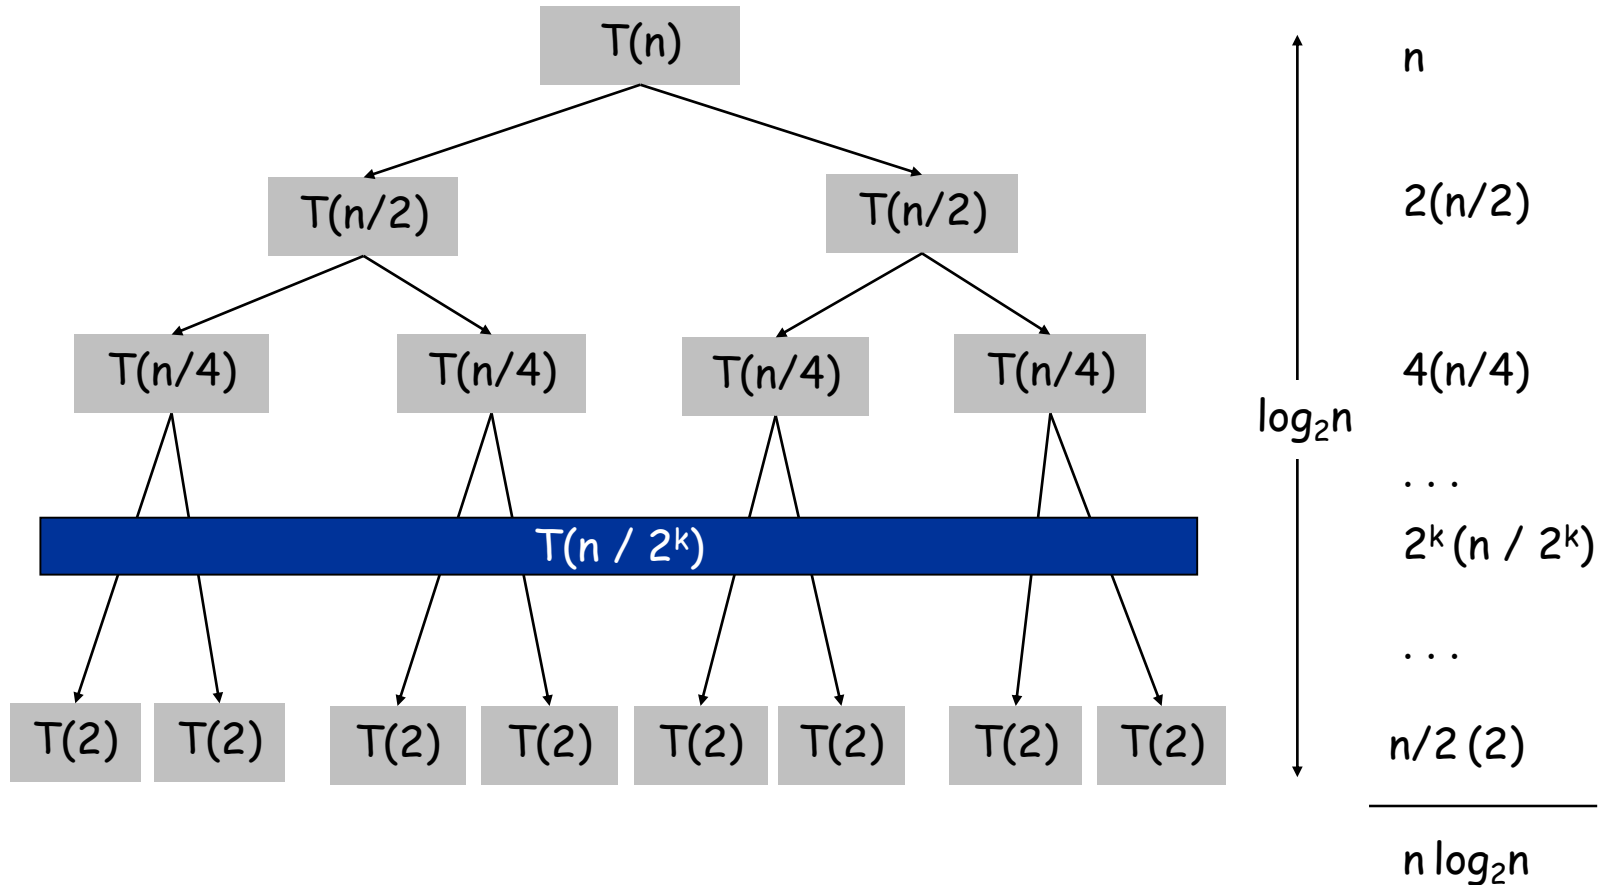 T(n)
n
T(n/2) T(n/2)
2(n/2)
T(n/4) T(n/4) T(n/4) T(n/4)
4(n/4)
log₂n
. . .
T(n / 2ᵏ)
2ᵏ (n / 2ᵏ)
. . .
T(2) T(2) T(2) T(2) T(2) T(2) T(2) T(2)
n/2 (2)
n log₂n